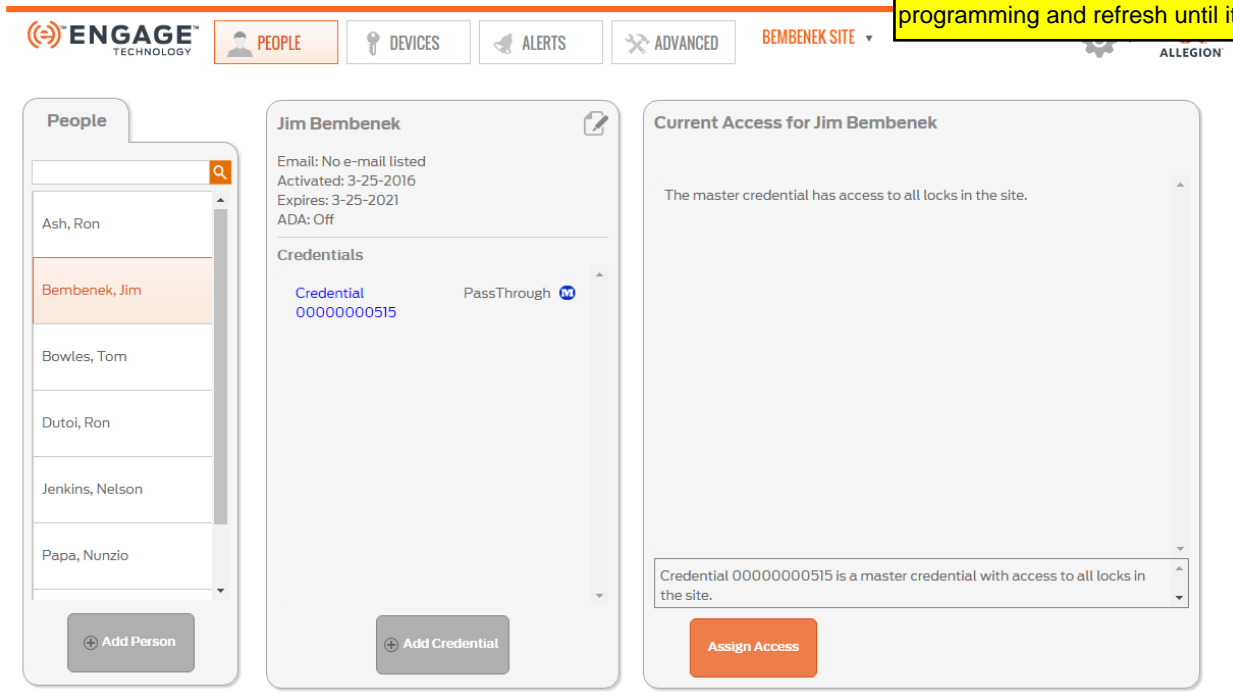 programming and refresh until it
ENGAGE™
TECHNOLOGY
PEOPLE
DEVICES
ALERTS
ADVANCED
BEMBENEK SITE
ALLEGION
People
Ash, Ron
Bembenek, Jim
Bowles, Tom
Dutoi, Ron
Jenkins, Nelson
Papa, Nunzio
Add Person
Jim Bembenek
Email: No e-mail listed
Activated: 3-25-2016
Expires: 3-25-2021
ADA: Off
Credentials
Credential PassThrough M
00000000515
Add Credential
Current Access for Jim Bembenek
The master credential has access to all locks in the site.
Credential 00000000515 is a master credential with access to all locks in
the site.
Assign Access